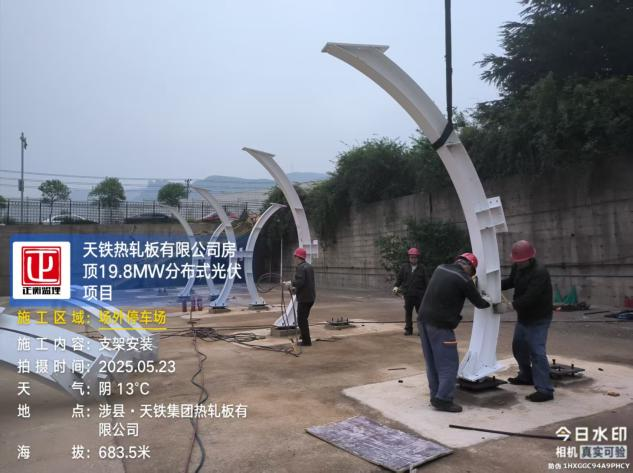 天铁热轧板有限公司房
顶19.8MW分布式光伏
项目
正衡监理
施工区域：场外停车场
施工内容：支架安装
拍摄时间：2025.05.23
天 气：阴 13°C
地 点：涉县·天铁集团热轧板有
限公司
海 拔：683.5米
今日水印
相机 真实可验
防伪 1HXGGC94A9PHCY